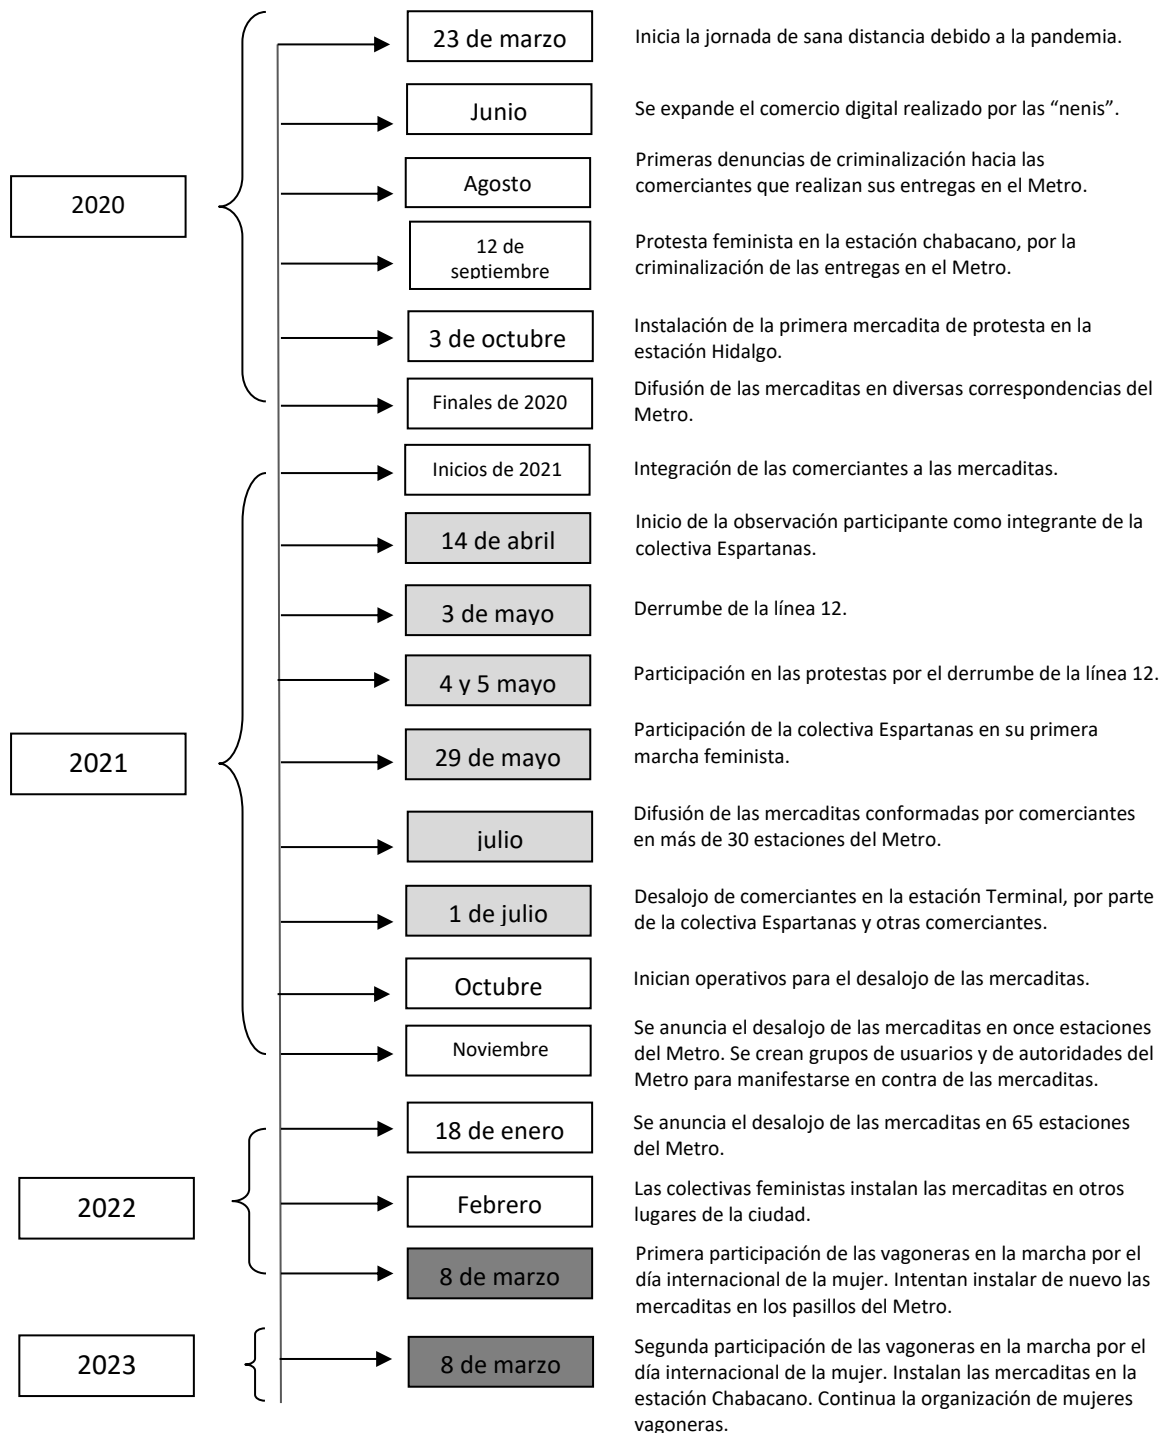 2020
23 de marzo
Inicia la jornada de sana distancia debido a la pandemia.
Junio
Se expande el comercio digital realizado por las “nenis”.
Agosto
Primeras denuncias de criminalización hacia las
comerciantes que realizan sus entregas en el Metro.
12 de
septiembre
Protesta feminista en la estación chabacano, por la
criminalización de las entregas en el Metro.
3 de octubre
Instalación de la primera mercadita de protesta en la
estación Hidalgo.
Finales de 2020
Difusión de las mercaditas en diversas correspondencias del
Metro.
2021
Inicios de 2021
Integración de las comerciantes a las mercaditas.
14 de abril
Inicio de la observación participante como integrante de la
colectiva Espartanas.
3 de mayo
Derrumbe de la línea 12.
4 y 5 mayo
Participación en las protestas por el derrumbe de la línea 12.
29 de mayo
Participación de la colectiva Espartanas en su primera
marcha feminista.
julio
Difusión de las mercaditas conformadas por comerciantes
en más de 30 estaciones del Metro.
1 de julio
Desalojo de comerciantes en la estación Terminal, por parte
de la colectiva Espartanas y otras comerciantes.
Octubre
Inician operativos para el desalojo de las mercaditas.
Noviembre
Se anuncia el desalojo de las mercaditas en once estaciones
del Metro. Se crean grupos de usuarios y de autoridades del
Metro para manifestarse en contra de las mercaditas.
2022
18 de enero
Se anuncia el desalojo de las mercaditas en 65 estaciones
del Metro.
Febrero
Las colectivas feministas instalan las mercaditas en otros
lugares de la ciudad.
8 de marzo
Primera participación de las vagoneras en la marcha por el
día internacional de la mujer. Intentan instalar de nuevo las
mercaditas en los pasillos del Metro.
2023
8 de marzo
Segunda participación de las vagoneras en la marcha por el
día internacional de la mujer. Instalan las mercaditas en la
estación Chabacano. Continua la organización de mujeres
vagoneras.